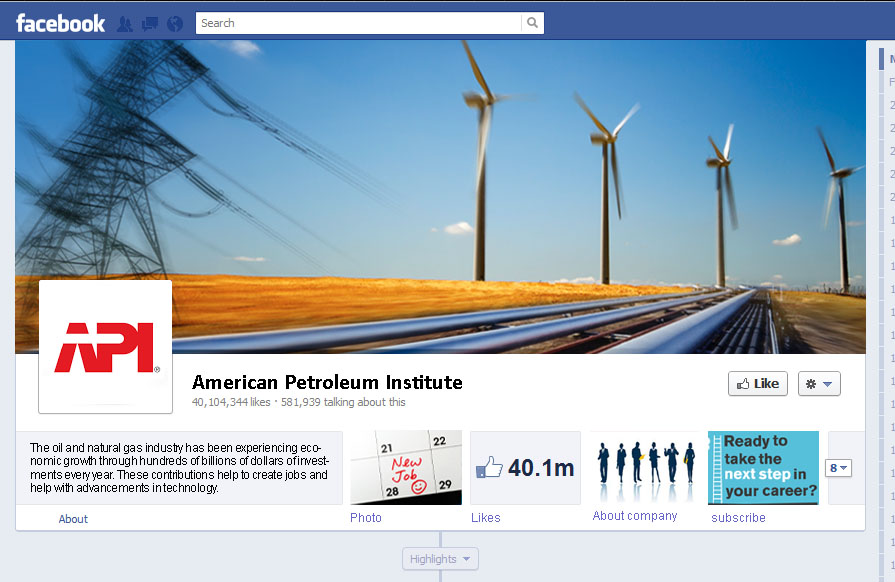 facebook
Search
API
®
American Petroleum Institute
Like
40,104,344 likes · 581,939 talking about this
The oil and natural gas industry has been experiencing eco-
nomic growth through hundreds of billions of dollars of invest-
ments every year. These contributions help to create jobs and
help with advancements in technology.
About
21
22
New
Job
28
29
Photo
40.1m
Likes
About company
Ready to
take the
next step in
your career?
subscribe
8
Highlights